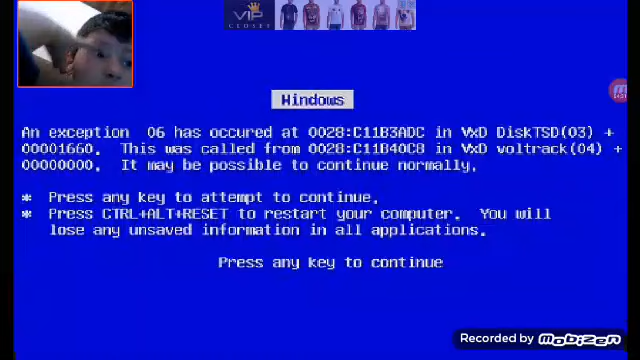 VIP
CLOSET
Windows
An exception 06 has occured at 0028:C11B3ADC in VxD DiskTSD(03) +
00001660. This was called from 0028:C11B40C8 in VxD voltrack(04) +
00000000. It may be possible to continue normally.
* Press any key to attempt to continue.
* Press CTRL+ALT+RESET to restart your computer. You will
lose any unsaved information in all applications.
Press any key to continue
Recorded by mobizen